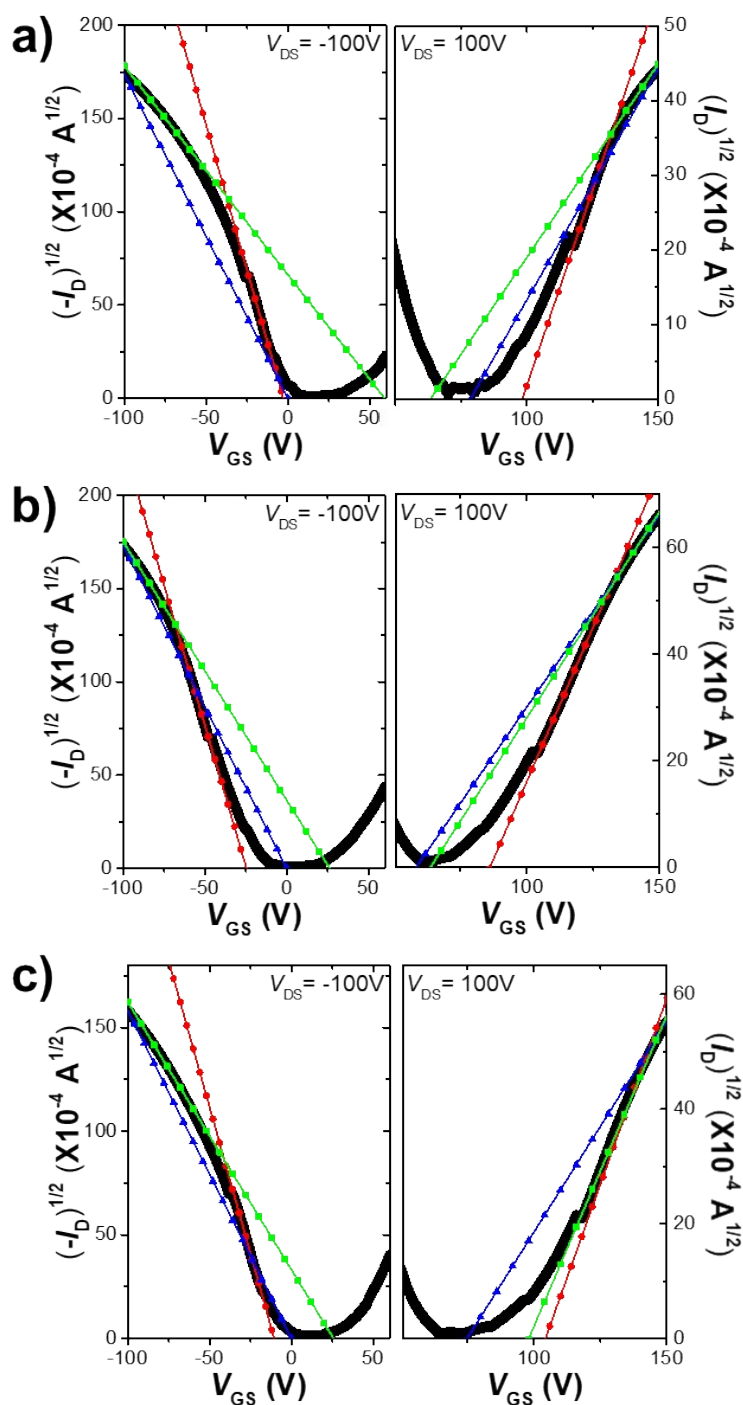 a)
V_DS = -100V
100V
V_DS = 100V
200
150
100
50
0
(-I_D)^1/2 (X10^-4 A^1/2)
50
40
30
20
10
0
(I_D)^1/2 (X10^-4 A^1/2)
-100 -50 0 50
V_GS (V)
100 150
V_GS (V)
b)
V_DS= -100V
V_DS= 100V
200
150
100
50
0
(-I_D)^1/2 (X10^-4 A^1/2)
60
40
20
0
(I_D)^1/2 (X10^-4 A^1/2)
-100 -50 0 50
V_GS (V)
100 150
V_GS (V)
c)
V_DS= -100V
V_DS= 100V
150
100
50
0
(-I_D)^1/2 (X10^-4 A^1/2)
60
40
20
0
(I_D)^1/2 (X10^-4 A^1/2)
-100 -50 0 50
V_GS (V)
100 150
V_GS (V)